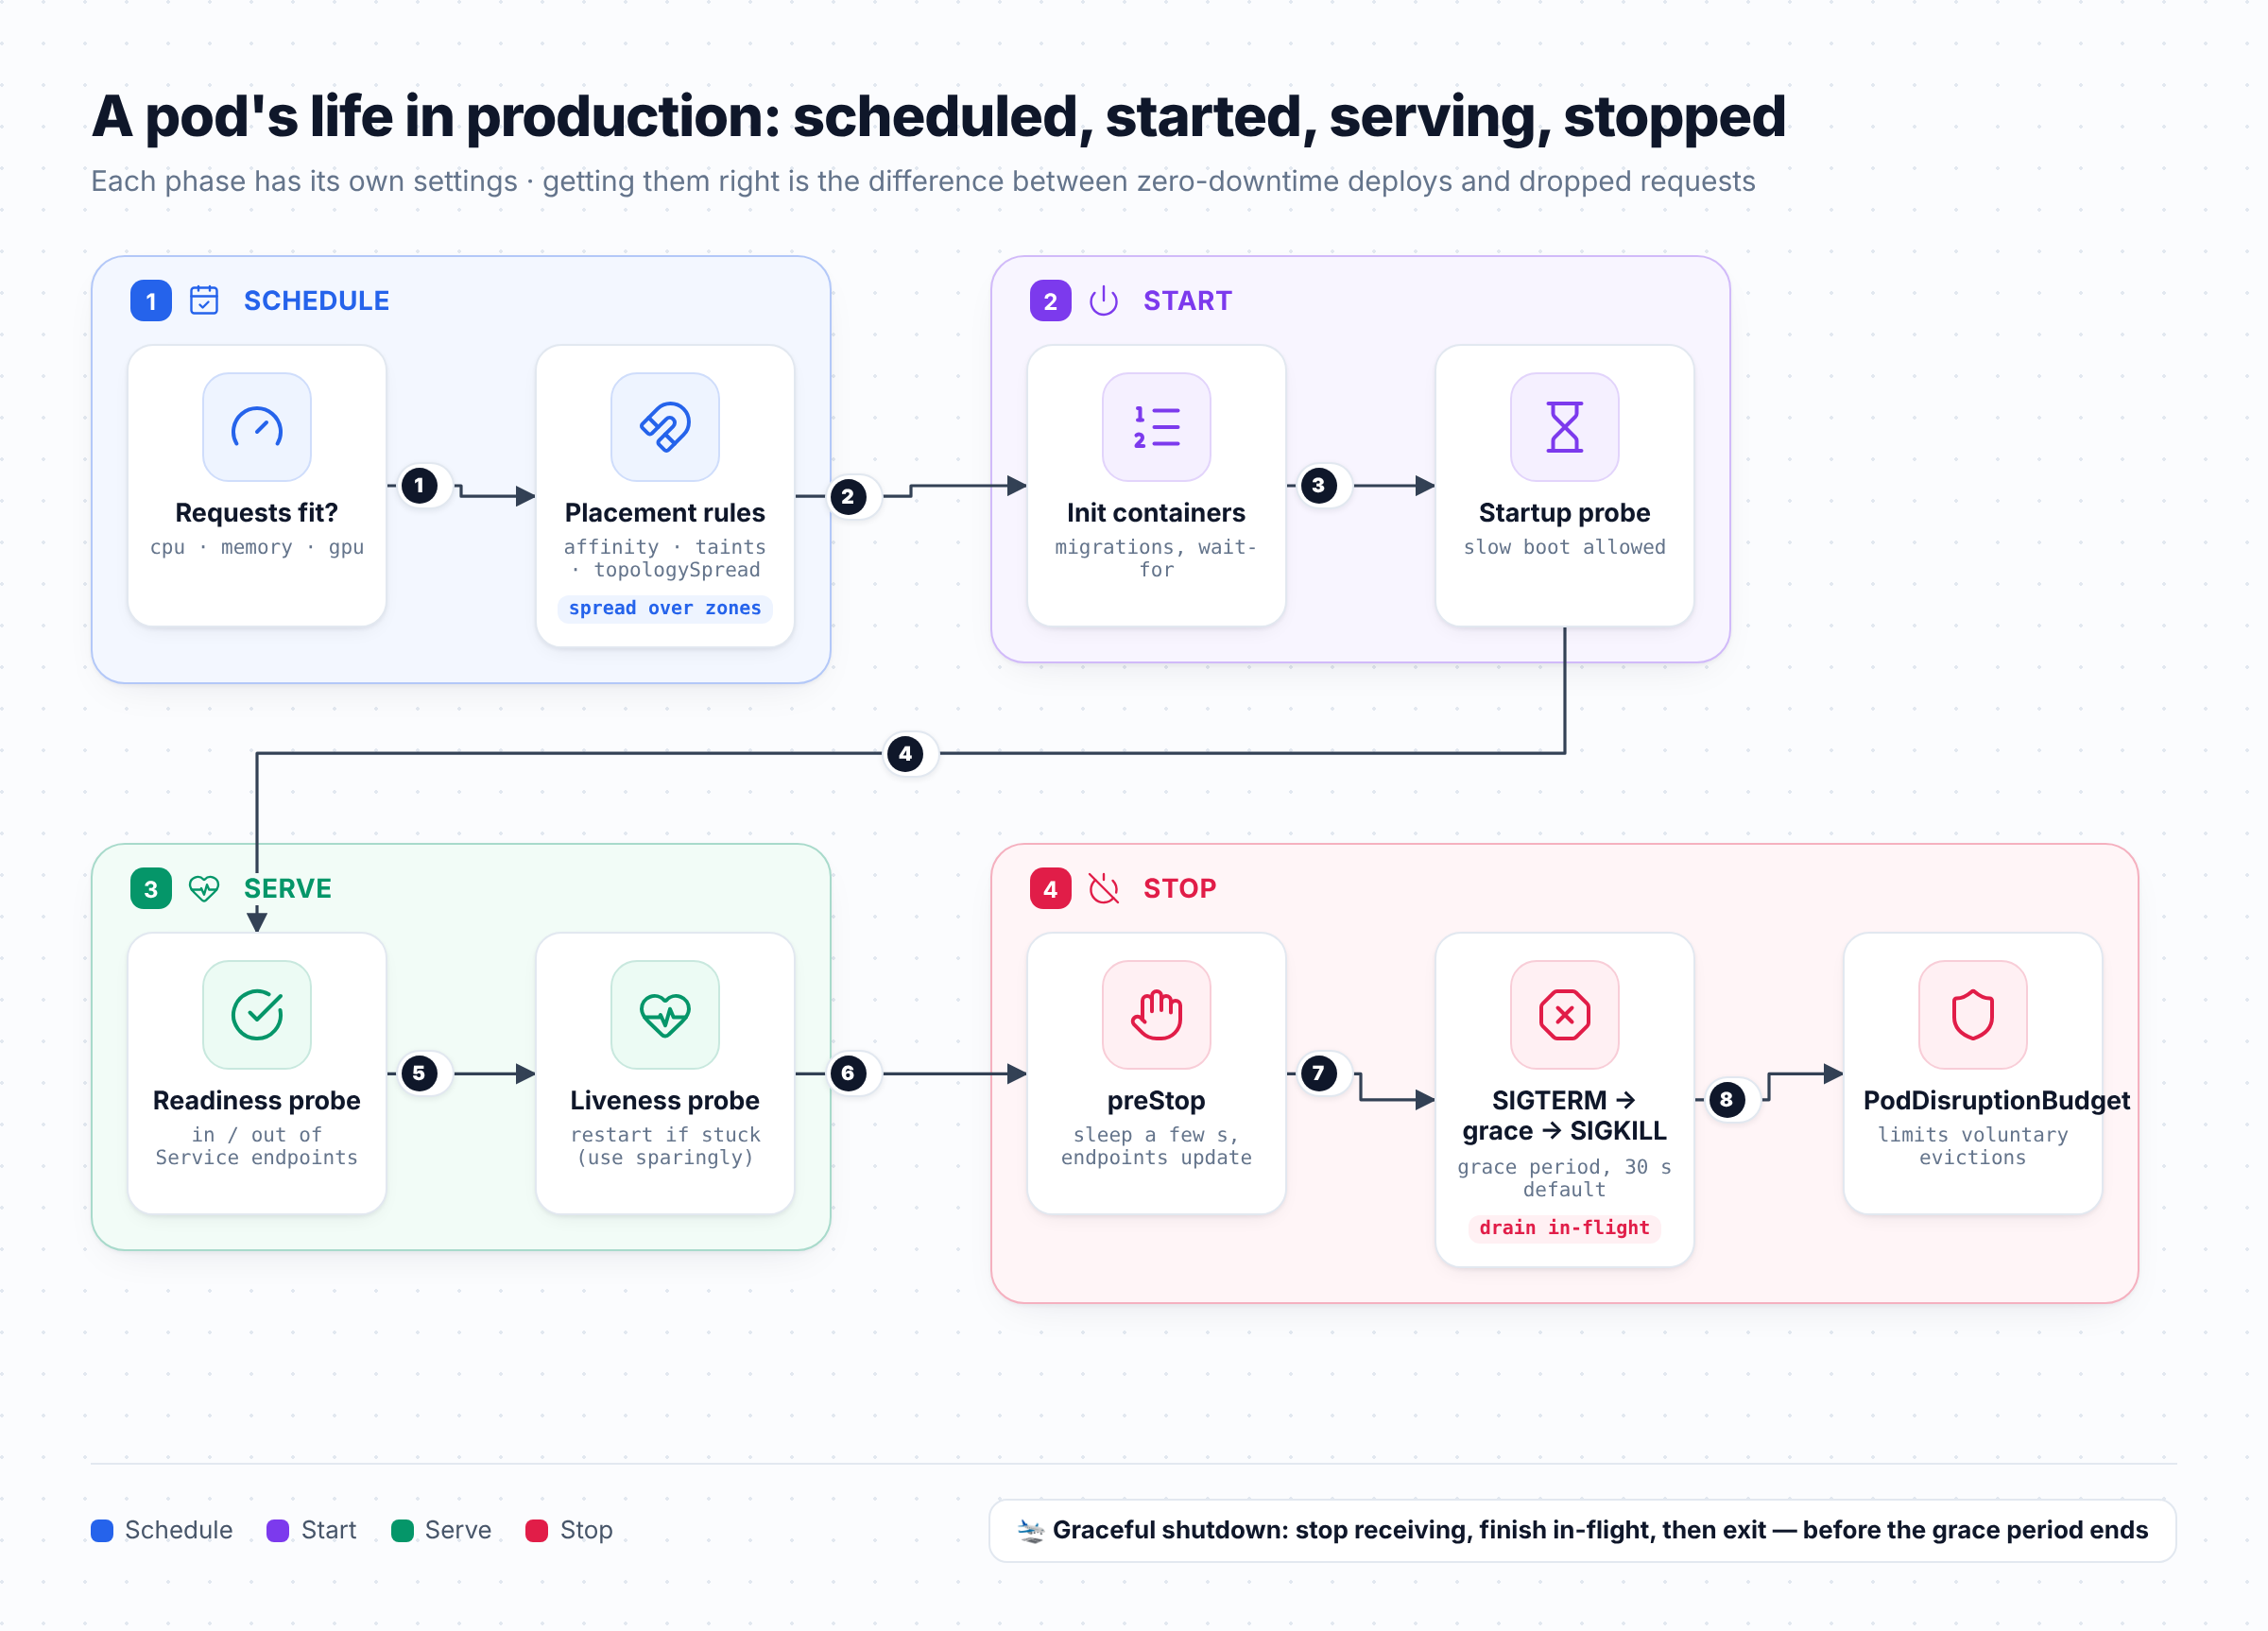 A pod's life in production: scheduled, started, serving, stopped
Each phase has its own settings · getting them right is the difference between zero-downtime deploys and dropped requests
1 SCHEDULE
Requests fit?
cpu · memory · gpu
1
Placement rules
affinity · taints
· topologySpread
spread over zones
2
2 START
Init containers
migrations, wait-
for
3
Startup probe
slow boot allowed
4
3 SERVE
Readiness probe
in / out of
Service endpoints
5
Liveness probe
restart if stuck
(use sparingly)
6
4 STOP
preStop
sleep a few s,
endpoints update
7
SIGTERM →
grace → SIGKILL
grace period, 30 s
default
drain in-flight
8
PodDisruptionBudget
limits voluntary
evictions
Schedule
Start
Serve
Stop
🛬 Graceful shutdown: stop receiving, finish in-flight, then exit — before the grace period ends